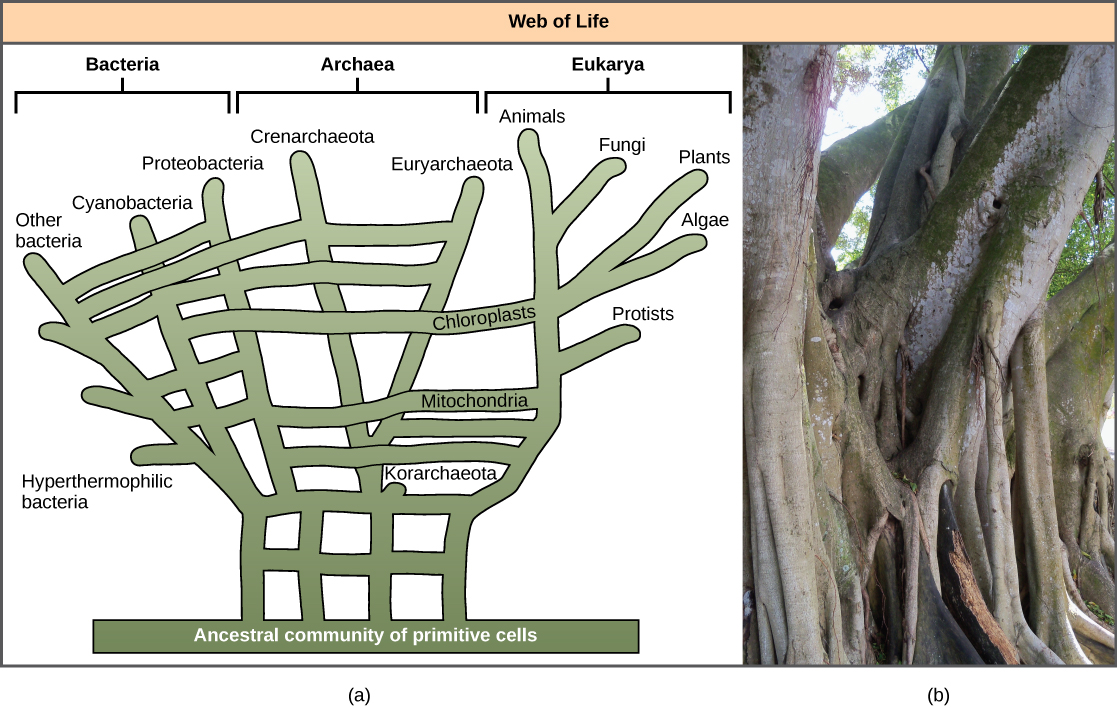 Web of Life
Bacteria
Archaea
Eukarya
Animals
Crenarchaeota
Fungi
Proteobacteria
Euryarchaeota
Plants
Cyanobacteria
Other
bacteria
Algae
Chloroplasts
Protists
Mitochondria
Korarchaeota
Hyperthermophilic
bacteria
Ancestral community of primitive cells
(a)
(b)